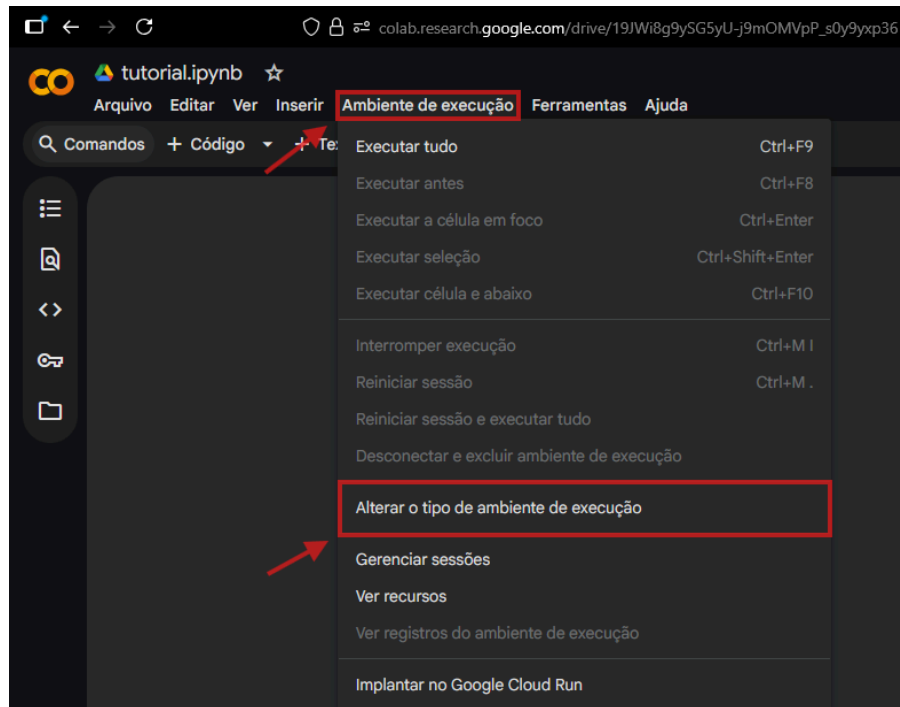 colab.research.google.com/drive/19JWi8g9ySG5yU-j9mOMVpP_s0y9yxp36
CO tutorial.ipynb
Arquivo Editar Ver Inserir Ambiente de execução Ferramentas Ajuda
Comandos + Código + Te
Executar tudo Ctrl+F9
Executar antes Ctrl+F8
Executar a célula em foco Ctrl+Enter
Executar seleção Ctrl+Shift+Enter
Executar célula e abaixo Ctrl+F10
Interromper execução Ctrl+M I
Reiniciar sessão Ctrl+M .
Reiniciar sessão e executar tudo
Desconectar e excluir ambiente de execução
Alterar o tipo de ambiente de execução
Gerenciar sessões
Ver recursos
Ver registros do ambiente de execução
Implantar no Google Cloud Run